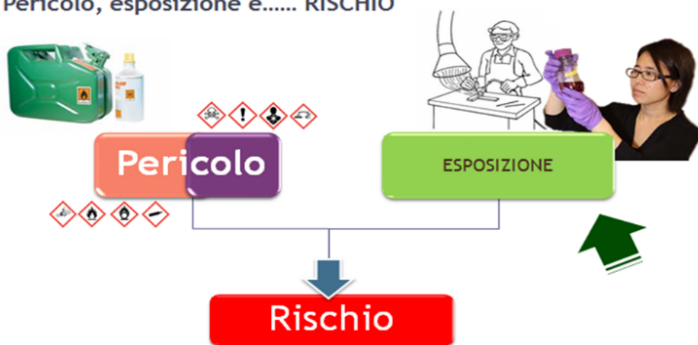 Pericolo, esposizione e...... RISCHIO
Pericolo
ESPOSIZIONE
Rischio